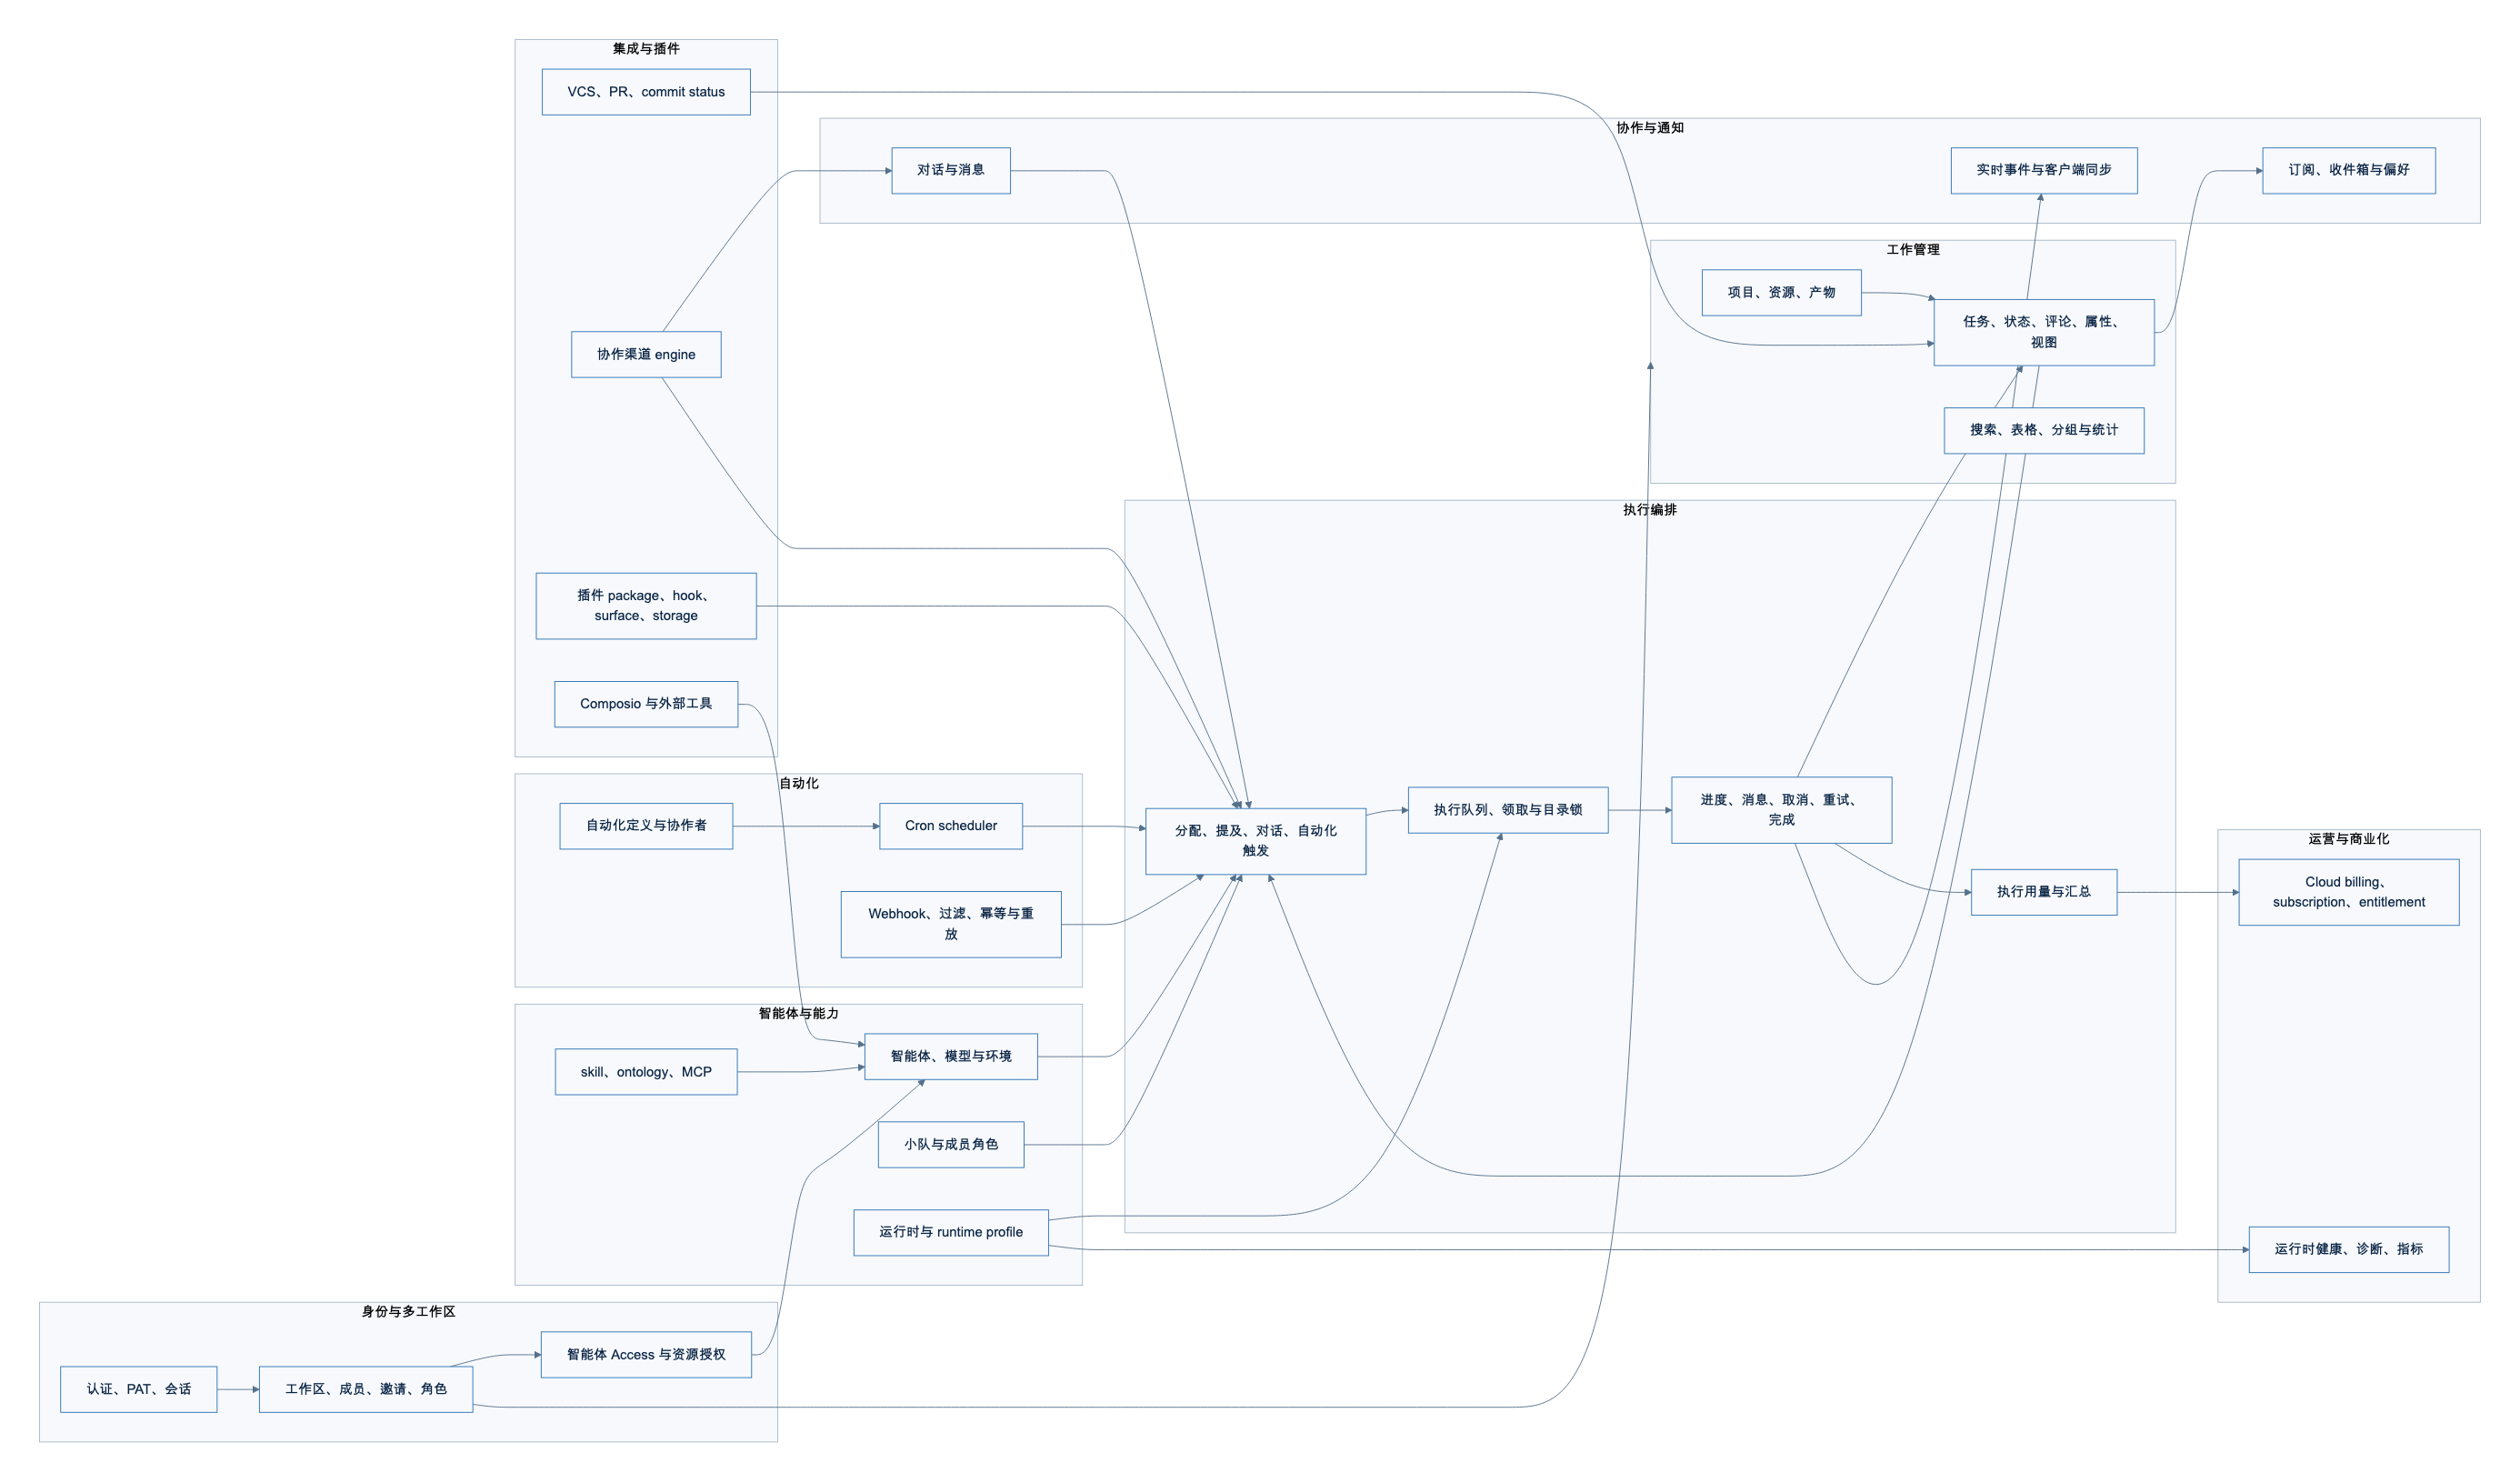 集成与插件
VCS、PR、commit status
协作渠道 engine
插件 package、hook、
surface、storage
Composio 与外部工具
协作与通知
对话与消息
实时事件与客户端同步
订阅、收件箱与偏好
工作管理
项目、资源、产物
任务、状态、评论、属性、
视图
搜索、表格、分组与统计
执行编排
分配、提及、对话、自动化
触发
执行队列、领取与目录锁
进度、消息、取消、重试、
完成
执行用量与汇总
自动化
自动化定义与协作者
Cron scheduler
Webhook、过滤、幂等与重
放
智能体与能力
skill、ontology、MCP
智能体、模型与环境
小队与成员角色
运行时与 runtime profile
运营与商业化
Cloud billing、
subscription、entitlement
运行时健康、诊断、指标
身份与多工作区
认证、PAT、会话
工作区、成员、邀请、角色
智能体 Access 与资源授权